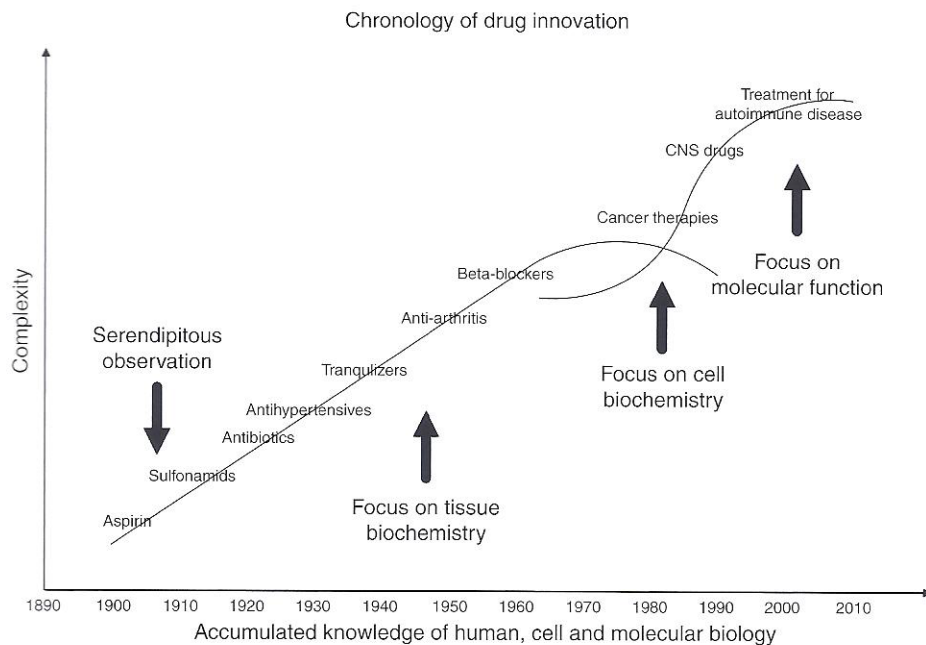 Chronology of drug innovation
Treatment for
autoimmune disease
CNS drugs
Cancer therapies
Focus on
molecular function
Beta-blockers
Complexity
Anti-arthritis
Serendipitous
observation
Tranqulizers
Focus on cell
biochemistry
Antihypertensives
Antibiotics
Sulfonamids
Focus on tissue
biochemistry
Aspirin
1890 1900 1910 1920 1930 1940 1950 1960 1970 1980 1990 2000 2010
Accumulated knowledge of human, cell and molecular biology